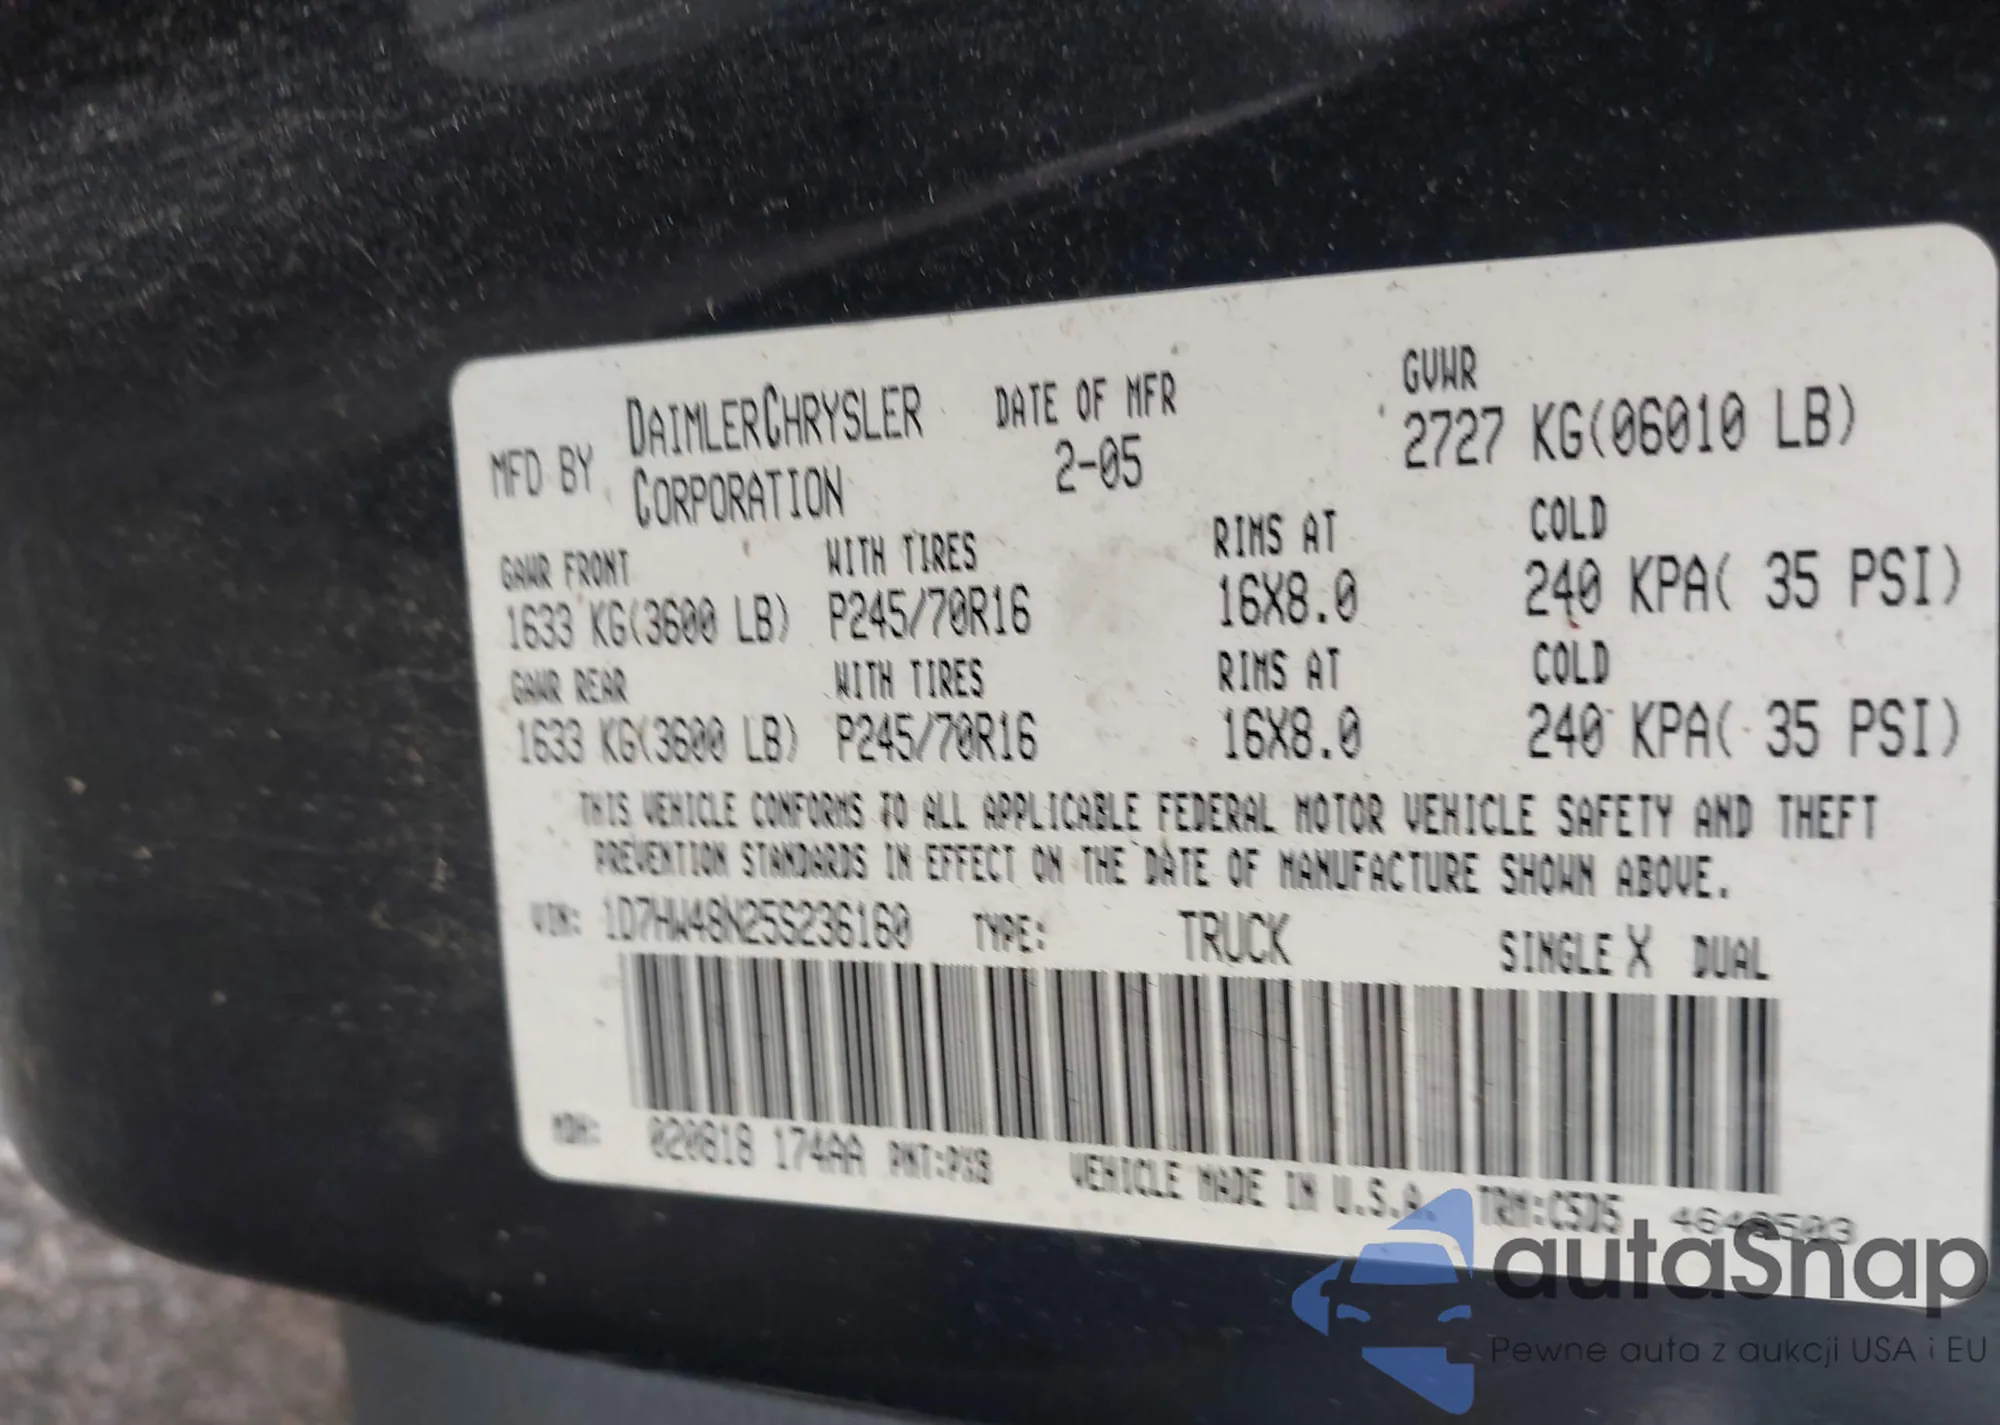 MFD BY DAIMLERCHRYSLER CORPORATION DATE OF MFR 2-05 GVWR 2727 KG(06010 LB)
GAWR FRONT WITH TIRES RIMS AT COLD
1633 KG(3600 LB) P245/70R16 16X8.0 240 KPA( 35 PSI)
GAWR REAR WITH TIRES RIMS AT COLD
1633 KG(3600 LB) P245/70R16 16X8.0 240 KPA( 35 PSI)
THIS VEHICLE CONFORMS TO ALL APPLICABLE FEDERAL MOTOR VEHICLE SAFETY AND THEFT
PREVENTION STANDARDS IN EFFECT ON THE DATE OF MANUFACTURE SHOWN ABOVE.
VIN: 1D7HW48N25S236160 TYPE: TRUCK SINGLE X DUAL
MDH: 020818 174AA PNT:PX8 VEHICLE MADE IN U.S.A. TRM:C5D5
autaSnap
Pewne auta z aukcji USA i EU